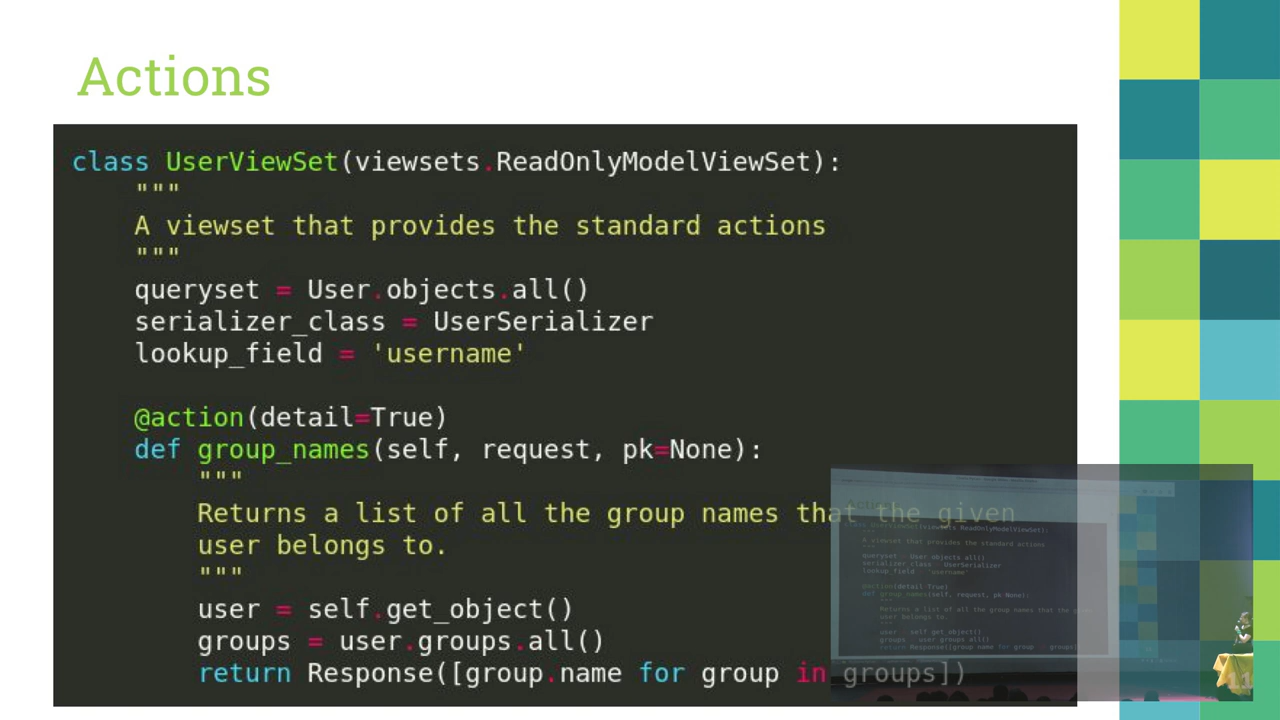 Actions
class UserViewSet(viewsets.ReadOnlyModelViewSet):
"""
A viewset that provides the standard actions
"""
queryset = User.objects.all()
serializer_class = UserSerializer
lookup_field = 'username'
@action(detail=True)
def group_names(self, request, pk=None):
"""
Returns a list of all the group names that the given
user belongs to.
"""
user = self.get_object()
groups = user.groups.all()
return Response([group.name for group in groups])
11